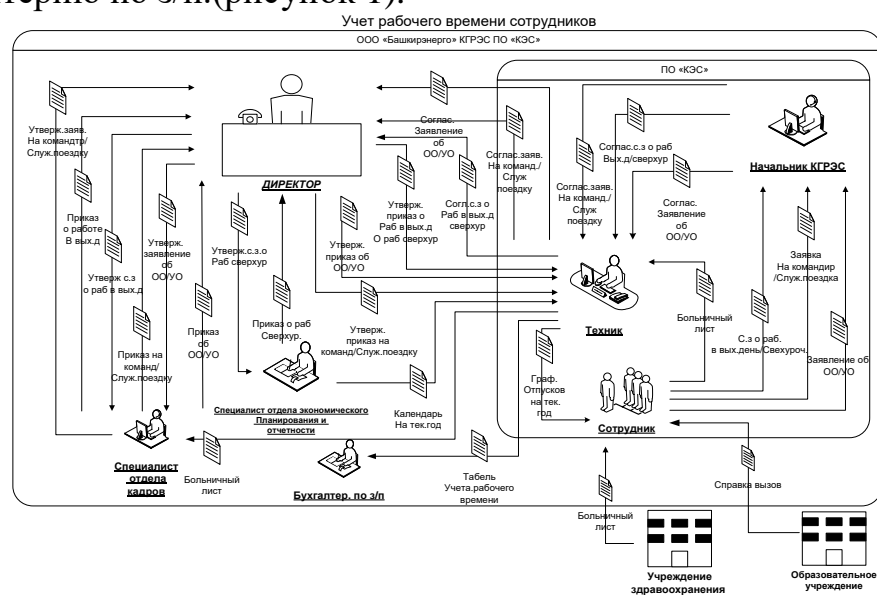 терию по з/п.(рисунок 1).
Учет рабочего времени сотрудников
ООО «Башкирэнерго» КГРЭС ПО «КЭС»
ПО «КЭС»
Утверж.заяв.
На командтр/
Служ.поездку
Приказ
о работе
В вых.д
Утверж с.з
о раб в вых.д
Утверж.
заявление
об
ОО/УО
Приказ на
команд/
Служ.поездку
Приказ
об
ОО/УО
ДИРЕКТОР
Утверж.с.з.о
Раб сверхур
Приказ о раб
Сверхур.
Утверж.
приказ об
ОО/УО
Утверж.
приказ о
Раб в вых.д
О раб сверхур
Утверж.
приказ на
команд/Служ.поездку
Соглас.
Заявление
об
ОО/УО
Согл.с.з о
Раб в вых.д
сверхур
Соглас.заяв.
На команд./
Служ
поездку
Соглас.заяв.
На команд./
Служ
поездку
Соглас.с.з о раб
Вых.д/сверхур
Соглас.
Заявление
об
ОО/УО
Начальник КГРЭС
Заявка
На командир
/Служ.поездка
Техник
Больничный
лист
С.з о раб.
в вых.день/Свехуроч.
Заявление об
ОО/УО
Граф.
Отпусков
на тек.
год
Сотрудник
Специалист отдела экономического
Планирования и
отчетности
Календарь
На тек.год
Специалист
отдела
кадров
Больничный
лист
Бухгалтер. по з/п
Табель
Учета.рабочего
времени
Справка вызов
Больничный
лист
Учреждение
здравоохранения
Образовательное
учреждение